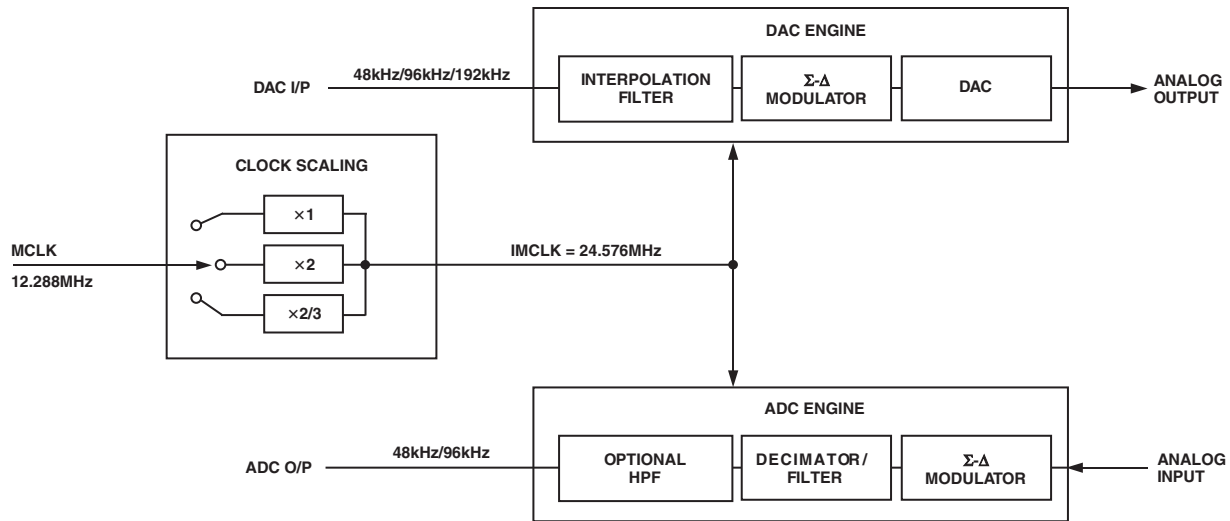 DAC ENGINE
48kHz/96kHz/192kHz
DAC I/P
INTERPOLATION
FILTER
Σ-Δ
MODULATOR
DAC
ANALOG
OUTPUT
CLOCK SCALING
×1
MCLK
12.288MHz
×2
IMCLK = 24.576MHz
×2/3
ADC ENGINE
48kHz/96kHz
ADC O/P
OPTIONAL
HPF
DECIMATOR/
FILTER
Σ-Δ
MODULATOR
ANALOG
INPUT